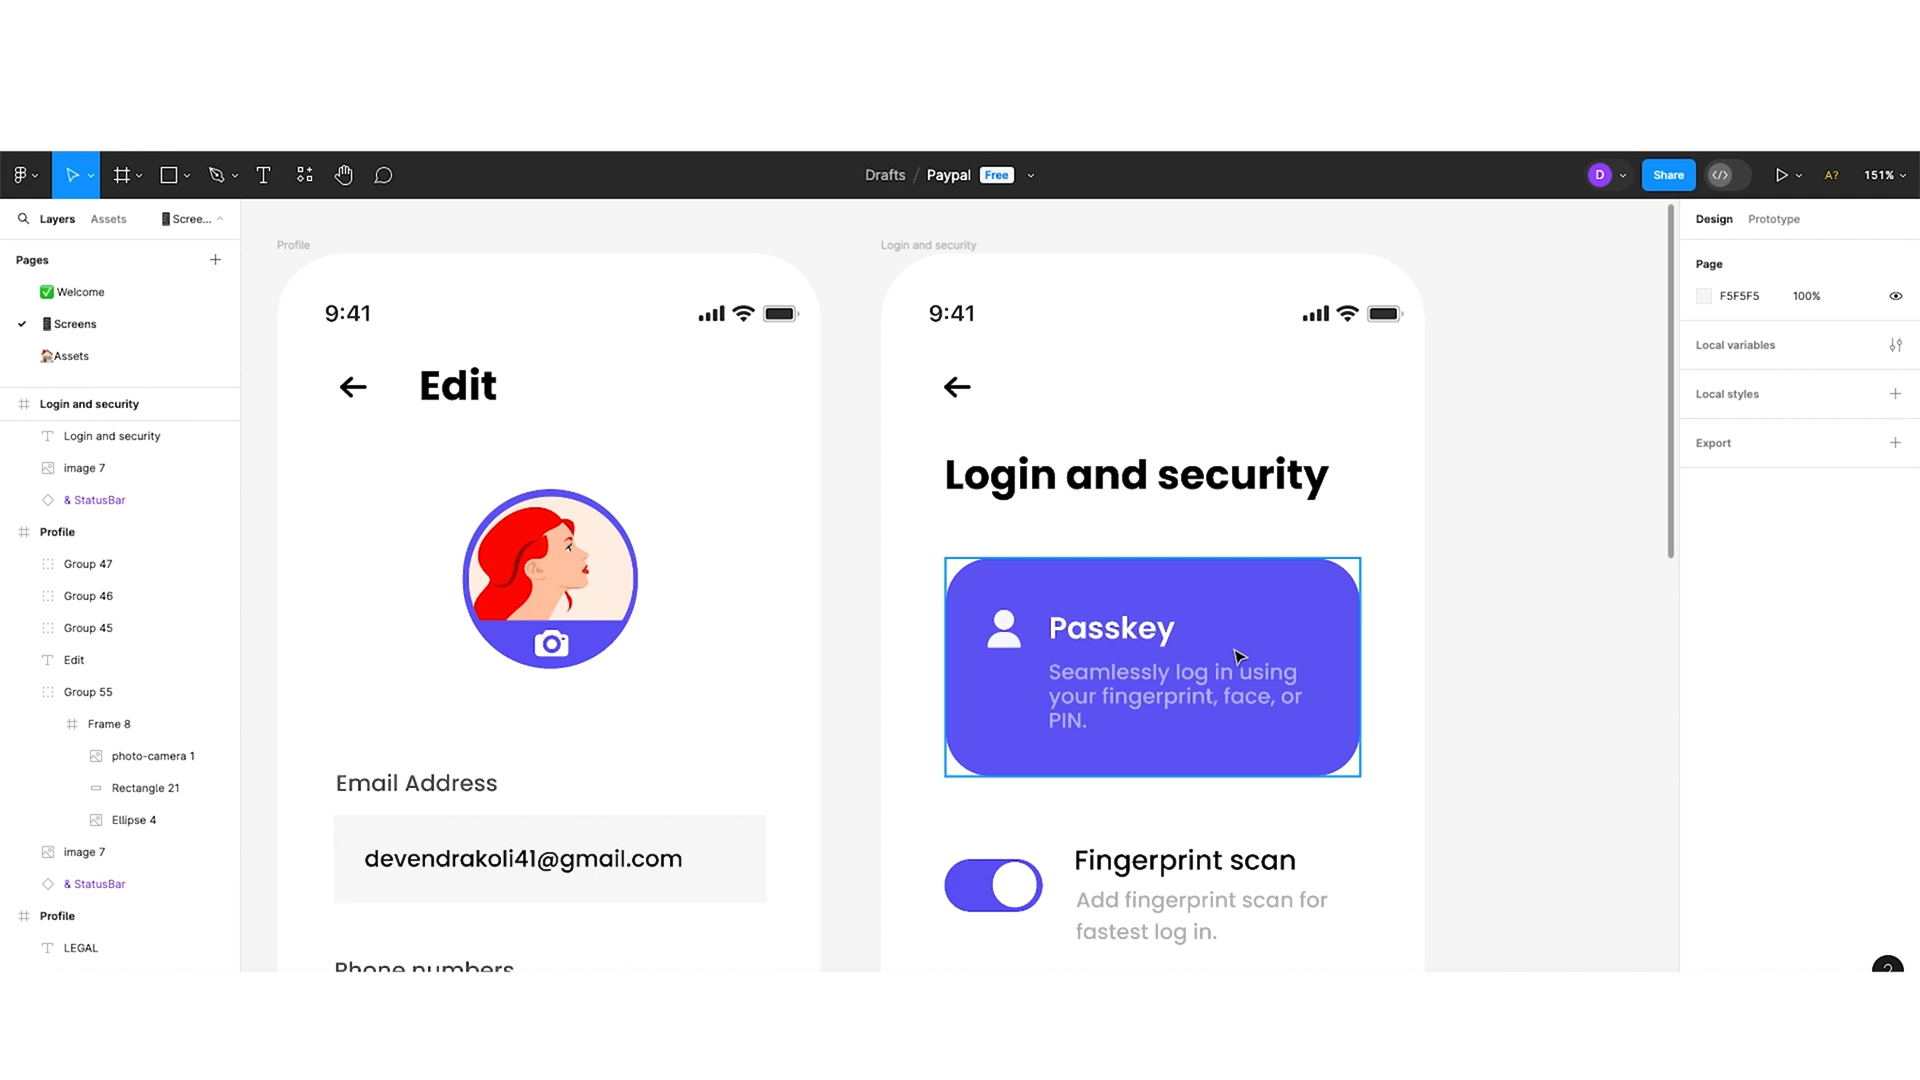 Drafts / Paypal Free
D
Share
A?
151%
Layers Assets Scree...
Pages
Welcome
Screens
Assets
Login and security
Login and security
image 7
& StatusBar
Profile
Group 47
Group 46
Group 45
Edit
Group 55
Frame 8
photo-camera 1
Rectangle 21
Ellipse 4
image 7
& StatusBar
Profile
LEGAL
Profile
9:41
Edit
Email Address
devendrakoli41@gmail.com
Phone numbers
Login and security
9:41
Login and security
Passkey
Seamlessly log in using
your fingerprint, face, or
PIN.
Fingerprint scan
Add fingerprint scan for
fastest log in.
Design Prototype
Page
F5F5F5 100%
Local variables
Local styles
Export
?